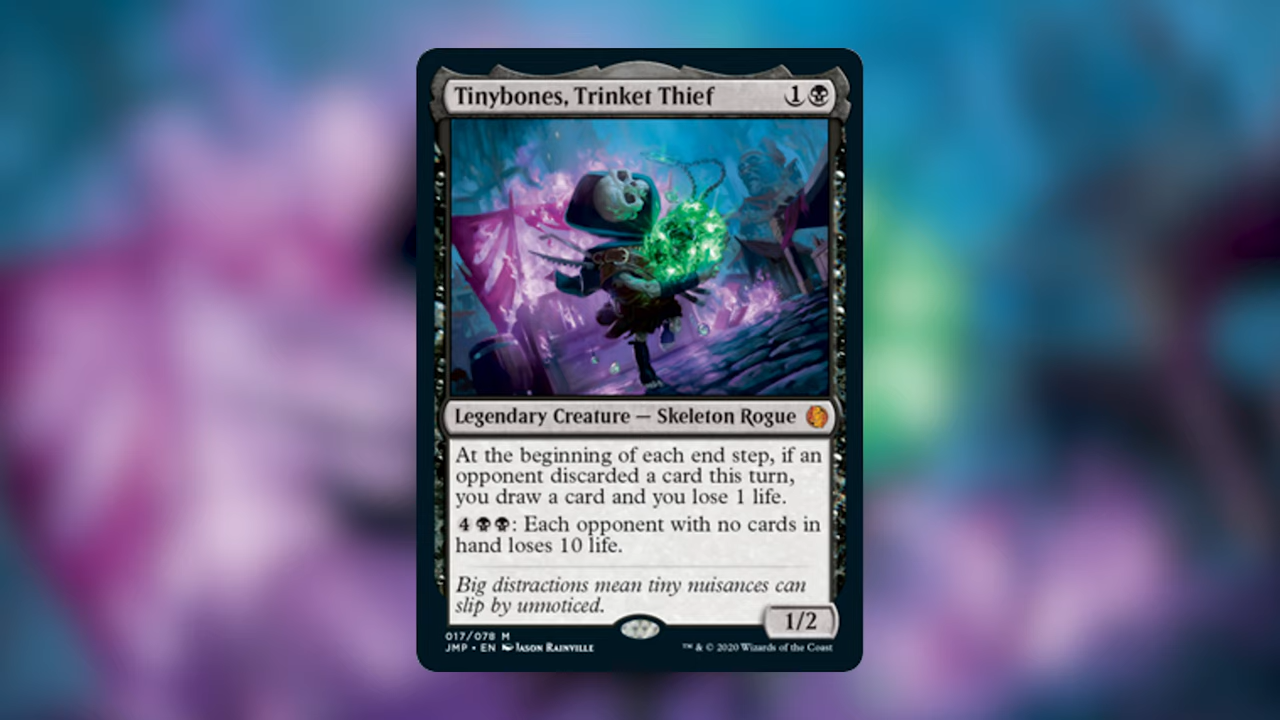 Tinybones, Trinket Thief 1
Legendary Creature — Skeleton Rogue
At the beginning of each end step, if an
opponent discarded a card this turn,
you draw a card and you lose 1 life.
4: Each opponent with no cards in
hand loses 10 life.
Big distractions mean tiny nuisances can
slip by unnoticed.
1/2
017/078 M
JMP • EN Jason Rainville
™ & © 2020 Wizards of the Coast